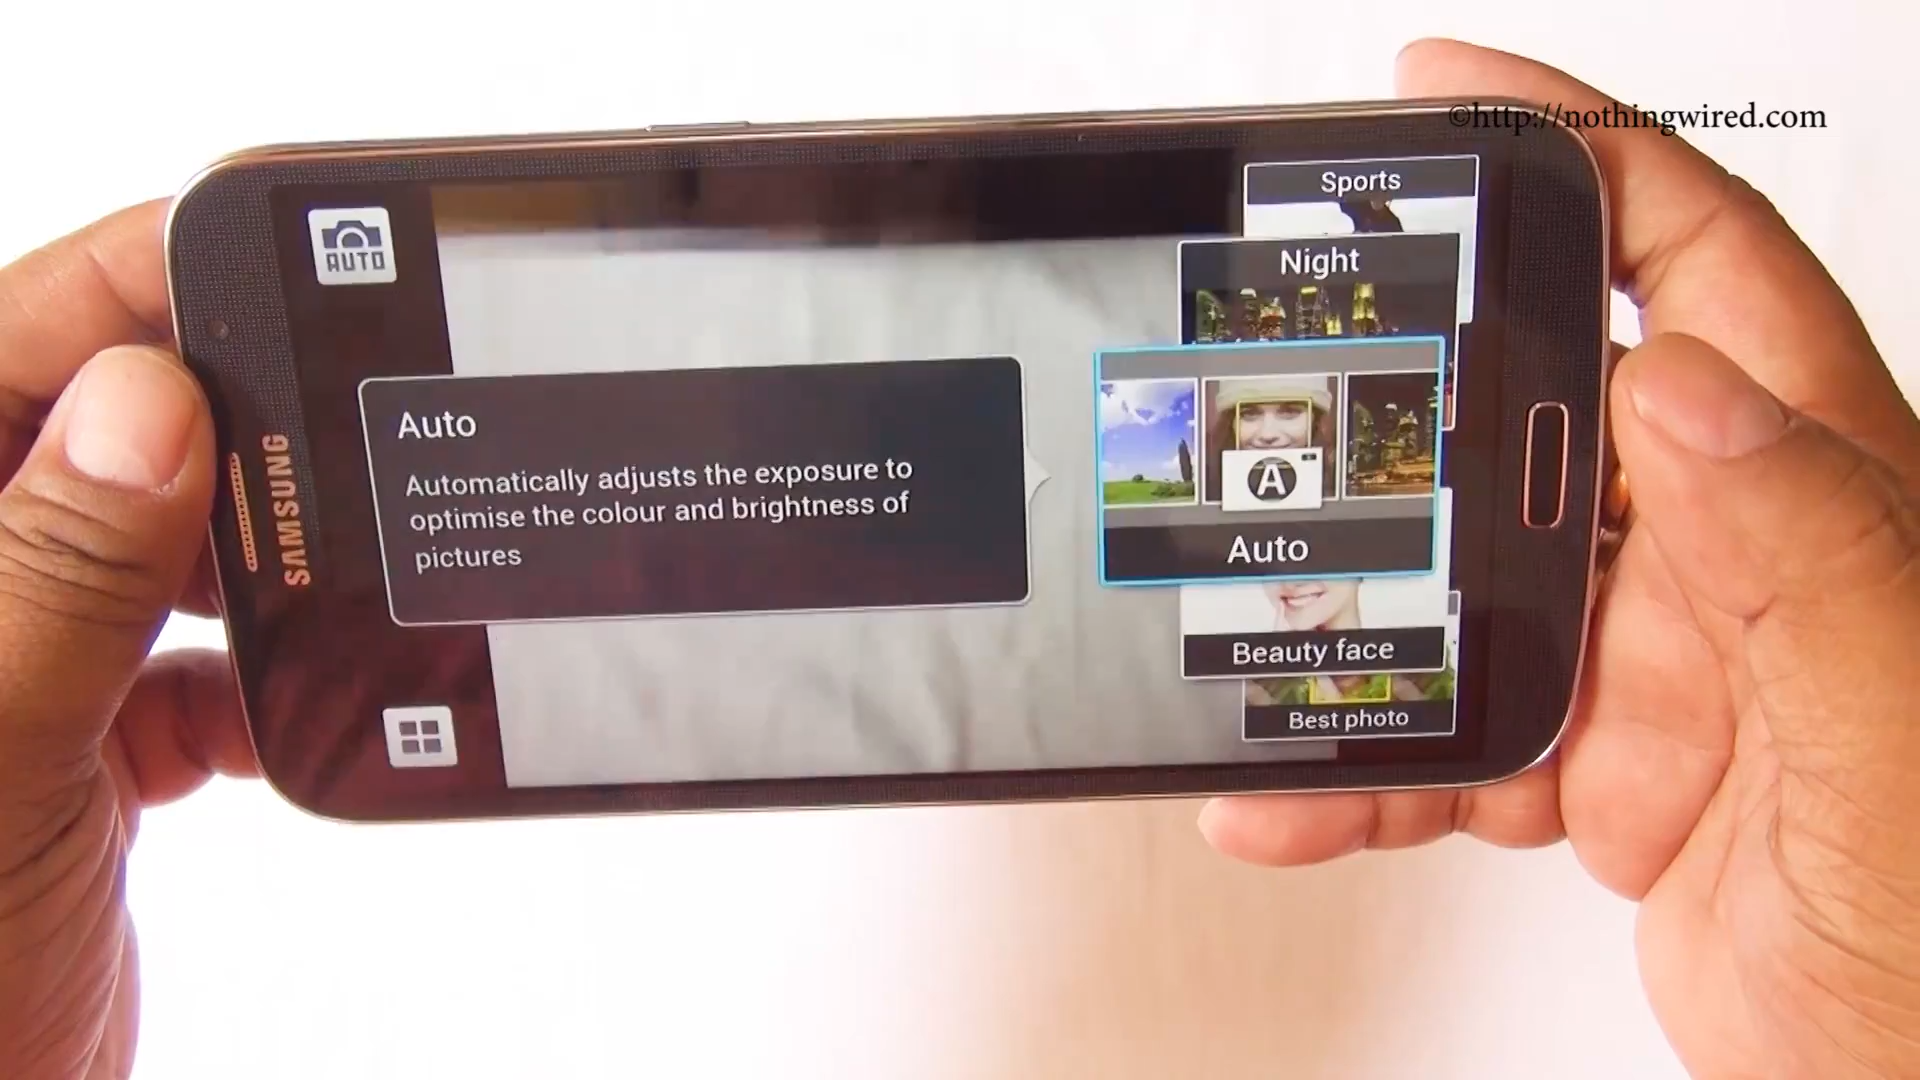 ©http://nothingwired.com
Sports
AUTO
Night
Auto
Automatically adjusts the exposure to
optimise the colour and brightness of
pictures
SAMSUNG
A
Auto
Beauty face
Best photo